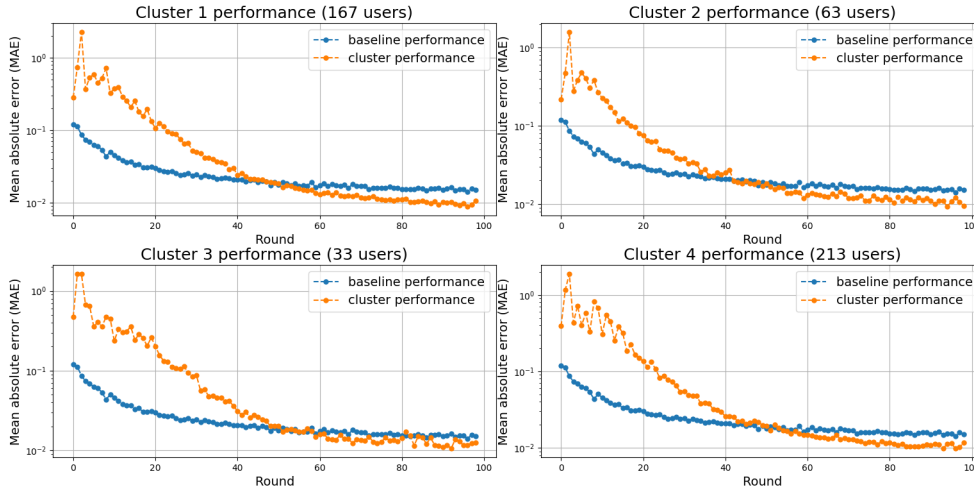 Cluster 1 performance (167 users)
Mean absolute error (MAE)
10⁰
10⁻¹
10⁻²
baseline performance
cluster performance
0 20 40 60 80 100
Round
Cluster 2 performance (63 users)
Mean absolute error (MAE)
10⁰
10⁻¹
10⁻²
baseline performance
cluster performance
0 20 40 60 80 100
Round
Cluster 3 performance (33 users)
Mean absolute error (MAE)
10⁰
10⁻¹
10⁻²
baseline performance
cluster performance
0 20 40 60 80 100
Round
Cluster 4 performance (213 users)
Mean absolute error (MAE)
10⁰
10⁻¹
10⁻²
baseline performance
cluster performance
0 20 40 60 80
Round